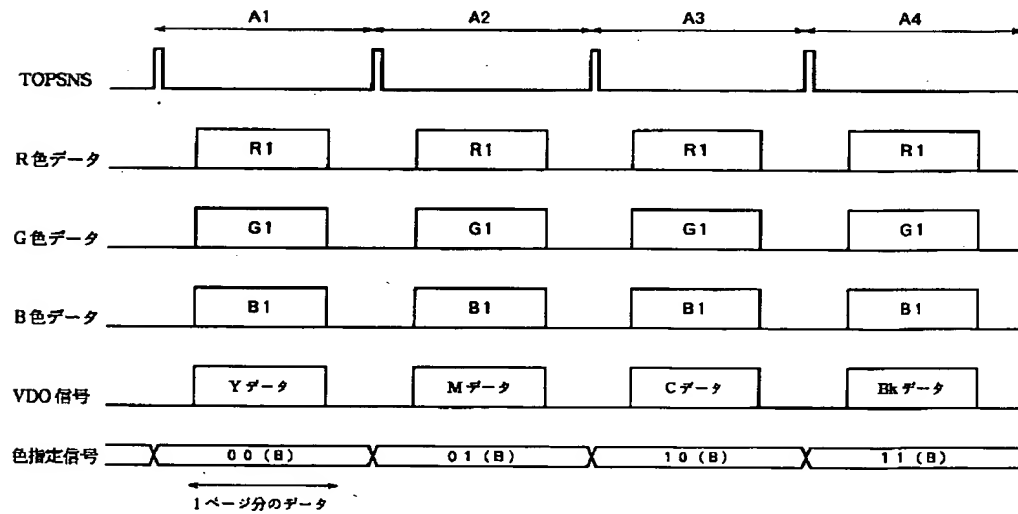 A1 A2 A3 A4
TOPSNS
R色データ R1 R1 R1 R1
G色データ G1 G1 G1 G1
B色データ B1 B1 B1 B1
VDO信号 Yデータ Mデータ Cデータ Bkデータ
色指定信号 00(B) 01(B) 10(B) 11(B)
1ページ分のデータ